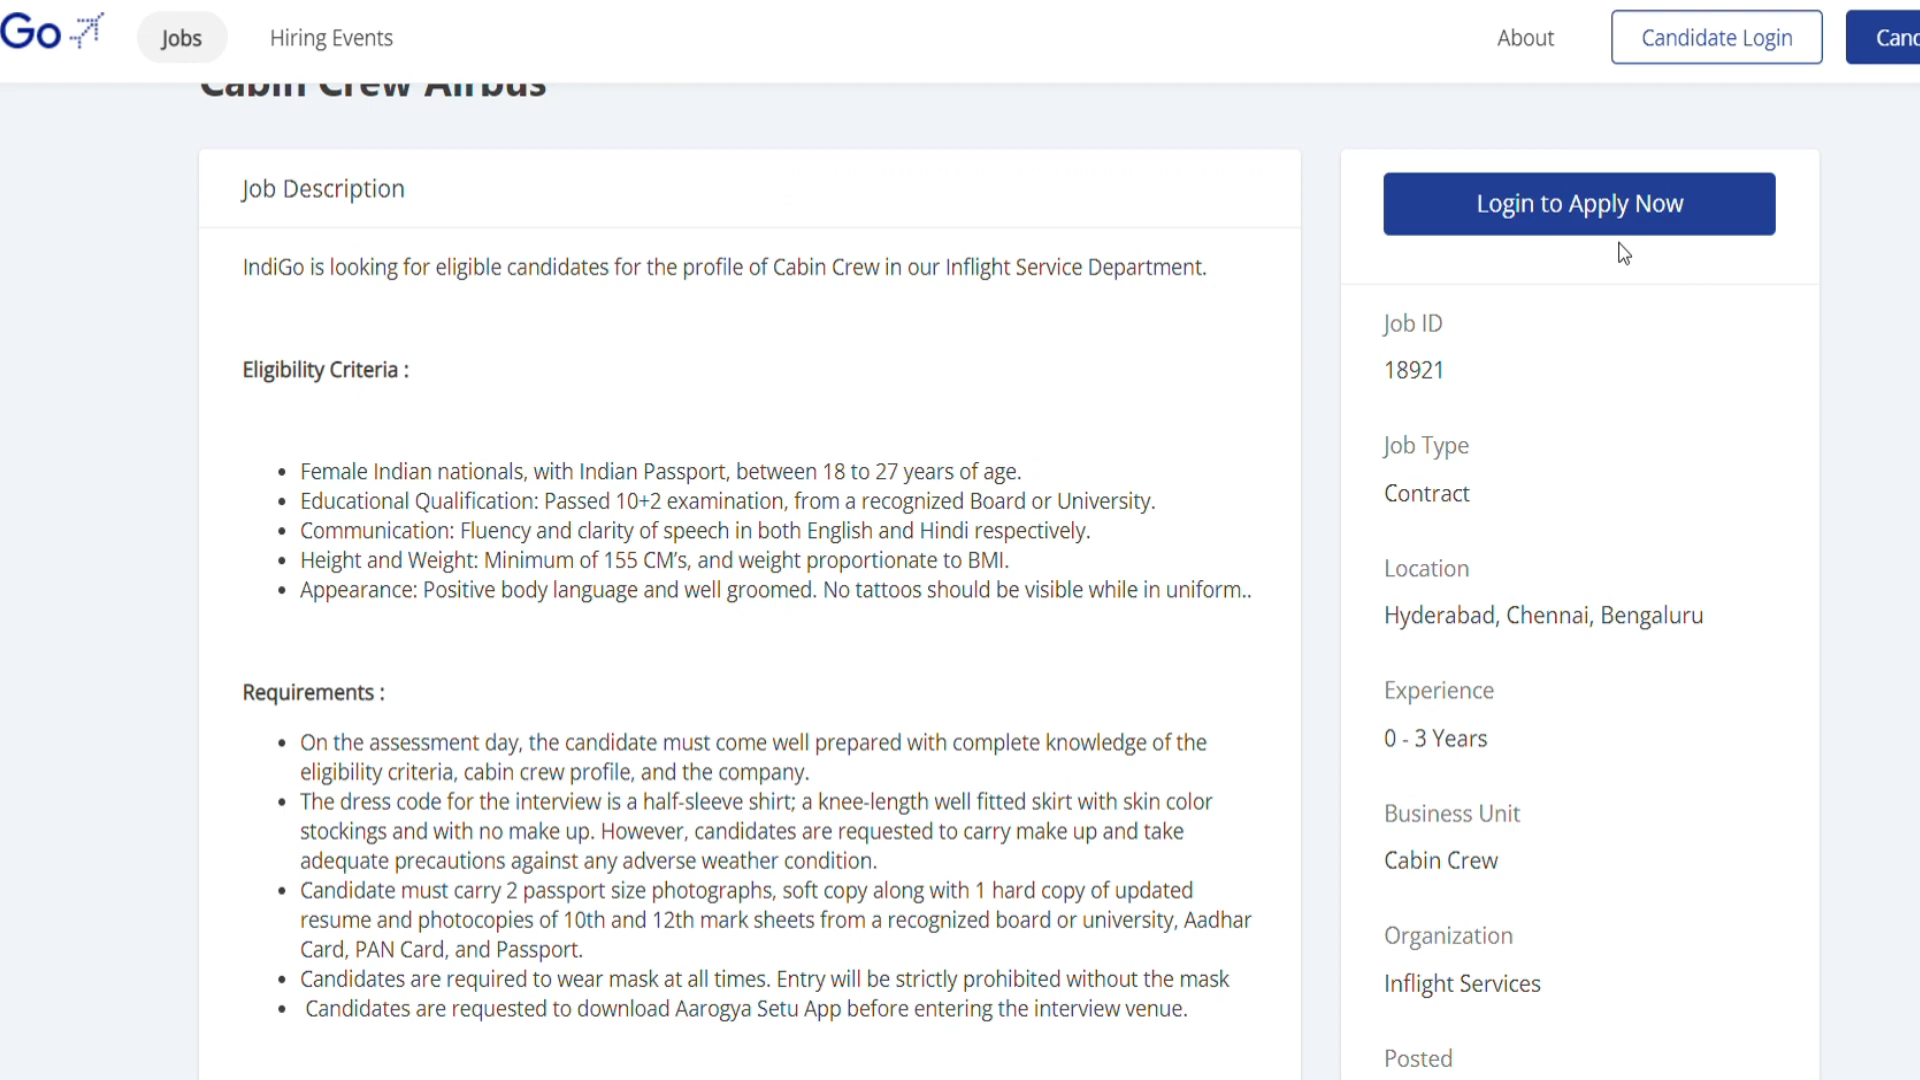 Go
Jobs
Hiring Events
About
Candidate Login
Cabin Crew Airbus
Job Description
Login to Apply Now
IndiGo is looking for eligible candidates for the profile of Cabin Crew in our Inflight Service Department.
Eligibility Criteria :
• Female Indian nationals, with Indian Passport, between 18 to 27 years of age.
• Educational Qualification: Passed 10+2 examination, from a recognized Board or University.
• Communication: Fluency and clarity of speech in both English and Hindi respectively.
• Height and Weight: Minimum of 155 CM's, and weight proportionate to BMI.
• Appearance: Positive body language and well groomed. No tattoos should be visible while in uniform..
Requirements :
• On the assessment day, the candidate must come well prepared with complete knowledge of the
eligibility criteria, cabin crew profile, and the company.
• The dress code for the interview is a half-sleeve shirt; a knee-length well fitted skirt with skin color
stockings and with no make up. However, candidates are requested to carry make up and take
adequate precautions against any adverse weather condition.
• Candidate must carry 2 passport size photographs, soft copy along with 1 hard copy of updated
resume and photocopies of 10th and 12th mark sheets from a recognized board or university, Aadhar
Card, PAN Card, and Passport.
• Candidates are required to wear mask at all times. Entry will be strictly prohibited without the mask
• Candidates are requested to download Aarogya Setu App before entering the interview venue.
Job ID
18921
Job Type
Contract
Location
Hyderabad, Chennai, Bengaluru
Experience
0 - 3 Years
Business Unit
Cabin Crew
Organization
Inflight Services
Posted